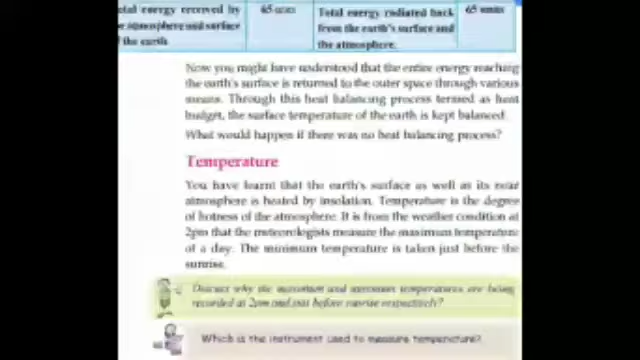 tal energy received by
e atmosphere and surface
f the earth
65 units
Total energy radiated back
from the earth's surface and
the atmosphere.
65 units
Now you might have understood that the entire energy reaching
the earth's surface is returned to the outer space through various
means. Through this heat balancing process termed as heat
budget, the surface temperature of the earth is kept balanced.
What would happen if there was no heat balancing process?
Temperature
You have learnt that the earth's surface as well as its near
atmosphere is heated by insolation. Temperature is the degree
of hotness of the atmosphere. It is from the weather condition at
2pm that the meteorologists measure the maximum temperature
of a day. The minimum temperature is taken just before the
sunrise.
Discuss why the maximum and minimum temperatures are being
recorded at 2pm and just before sunrise respectively?
Which is the instrument used to measure temperature?